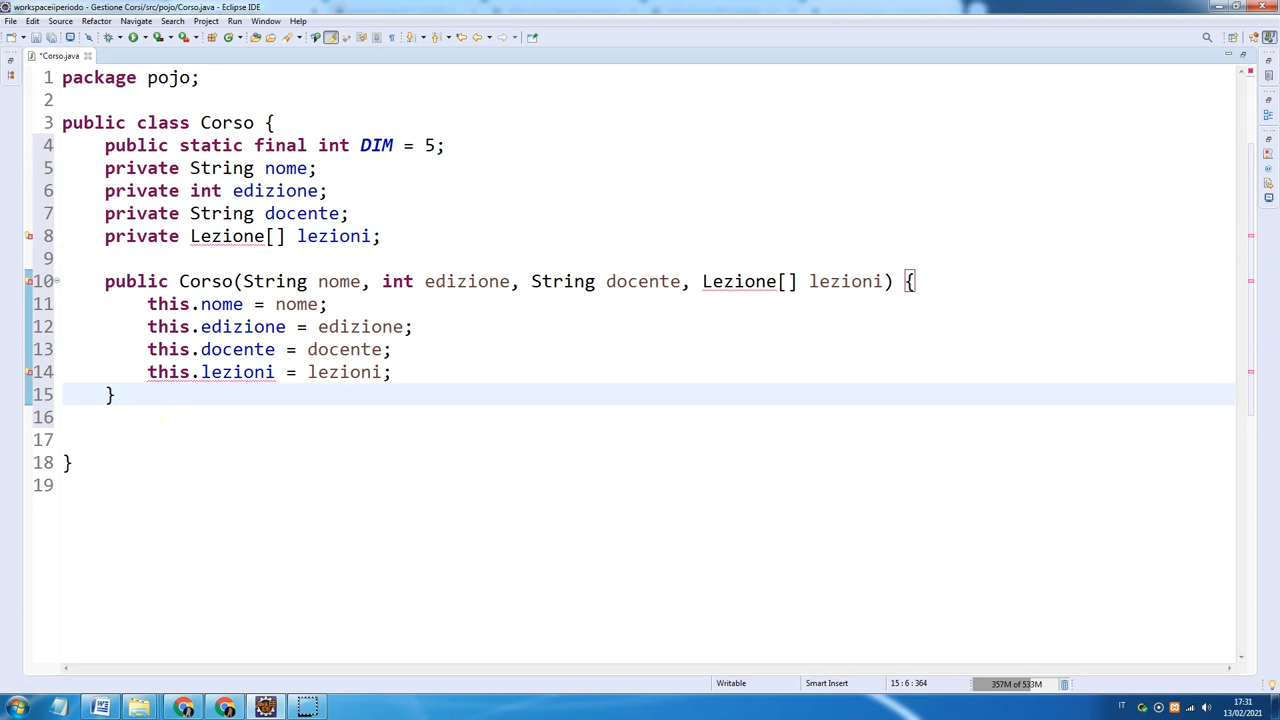 workspaceiiperiodo - Gestione Corsi/src/pojo/Corso.java - Eclipse IDE
File Edit Source Refactor Navigate Search Project Run Window Help
*Corso.java
1 package pojo;
2
3 public class Corso {
4 public static final int DIM = 5;
5 private String nome;
6 private int edizione;
7 private String docente;
8 private Lezione[] lezioni;
9
10 public Corso(String nome, int edizione, String docente, Lezione[] lezioni) {
11 this.nome = nome;
12 this.edizione = edizione;
13 this.docente = docente;
14 this.lezioni = lezioni;
15 }
16
17
18 }
19
Writable Smart Insert 15 : 6 : 364 357M of 533M
IT 17:31
13/02/2021